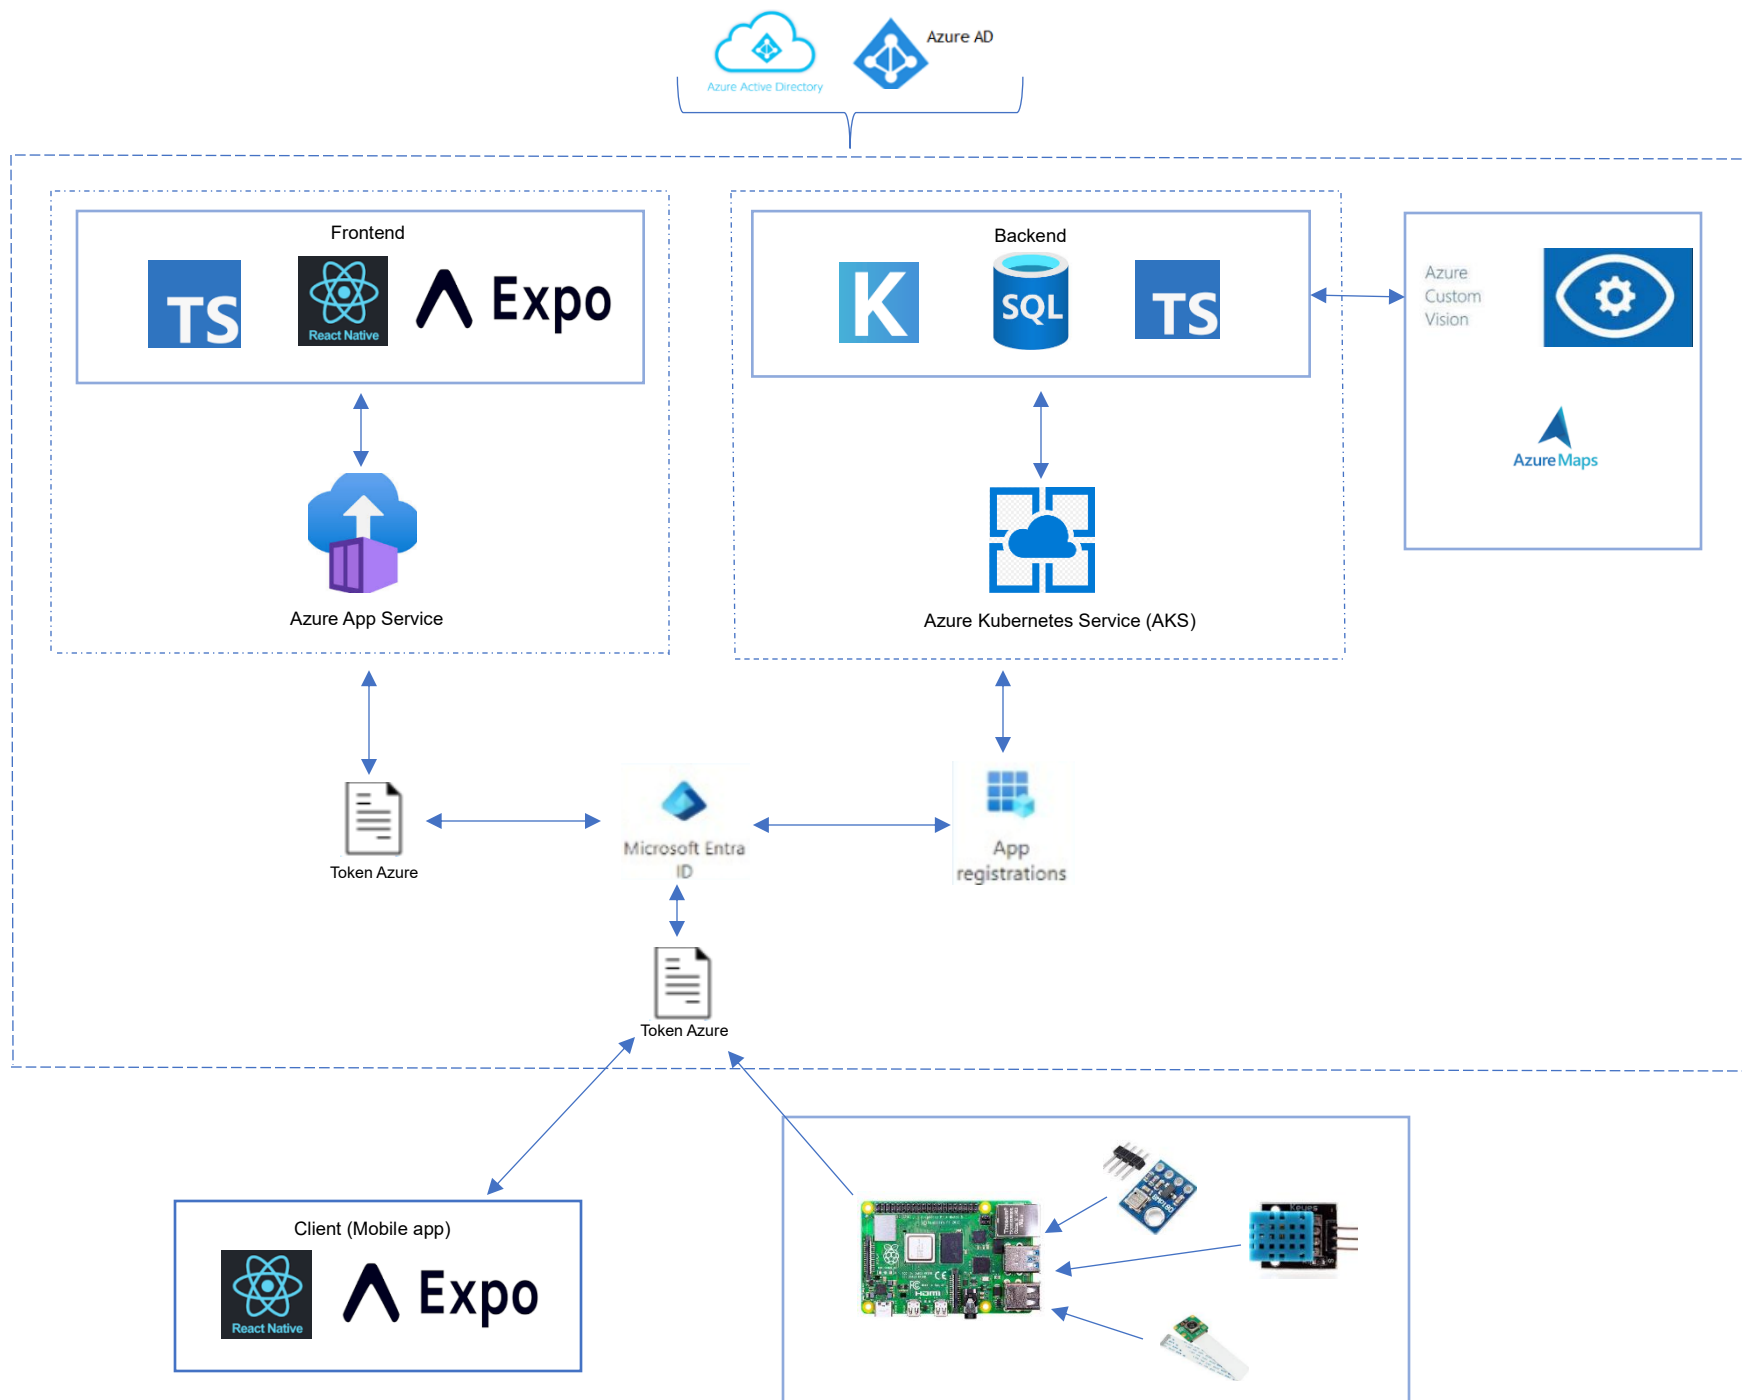 Azure Active Directory
Azure AD
Frontend
TS
React Native
Expo
Backend
K
SQL
TS
Azure
Custom
Vision
Azure Maps
Azure App Service
Azure Kubernetes Service (AKS)
Token Azure
Microsoft Entra
ID
App
registrations
Token Azure
Client (Mobile app)
React Native
Expo
HDMI
Keyes